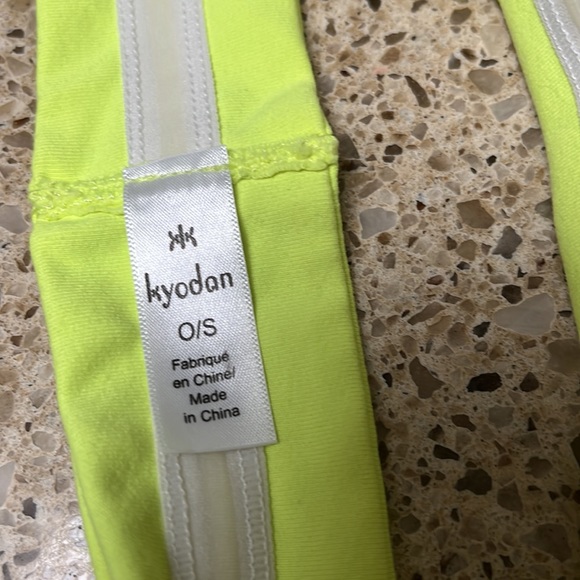 kyodan
O/S
Fabriqué
en Chine/
Made
in China